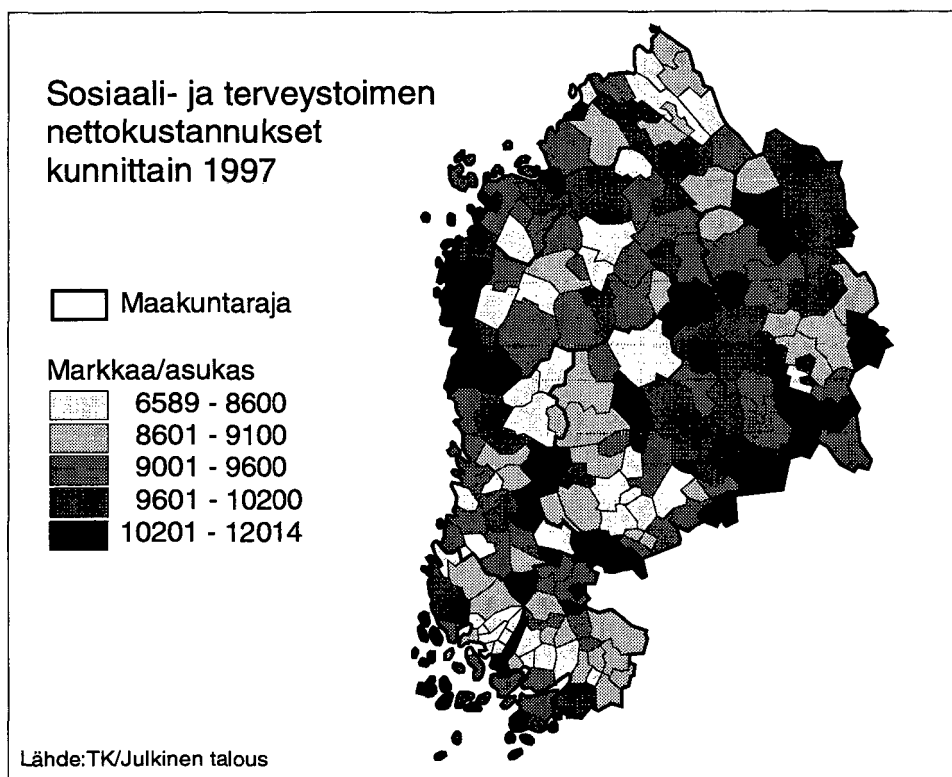 Sosiaali- ja terveystoimen
nettokustannukset
kunnittain 1997
Maakuntaraja
Markkaa/asukas
6589 - 8600
8601 - 9100
9001 - 9600
9601 - 10200
10201 - 12014
Lähde:TK/Julkinen talous